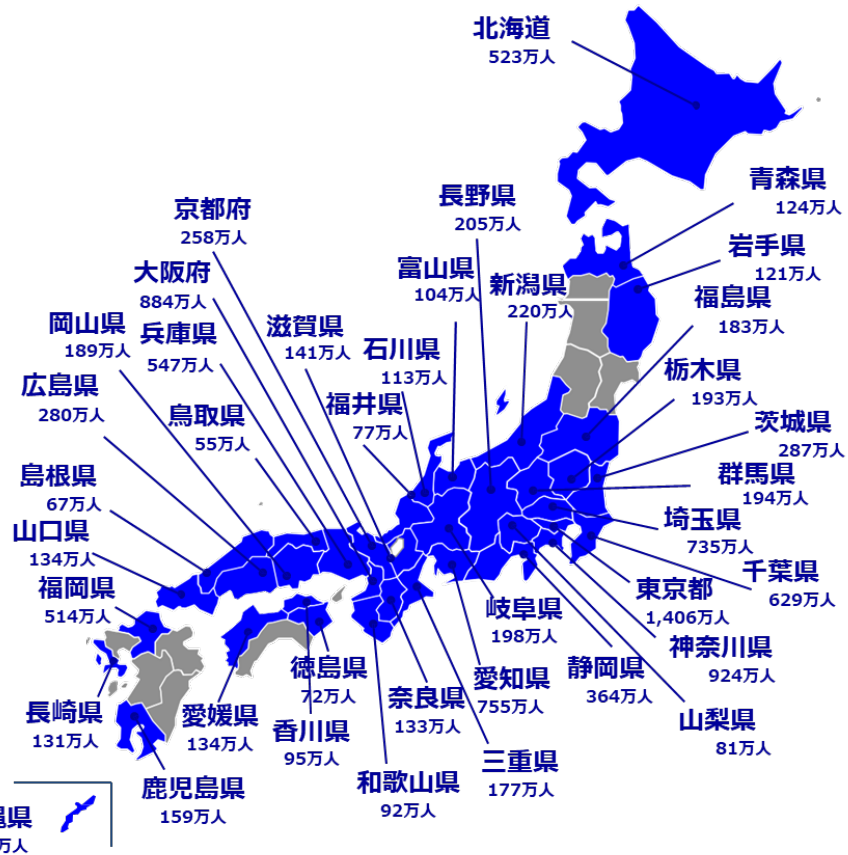 北海道
523万人
青森県
124万人
岩手県
121万人
福島県
183万人
栃木県
193万人
茨城県
287万人
群馬県
194万人
埼玉県
735万人
千葉県
629万人
東京都
1,406万人
神奈川県
924万人
山梨県
81万人
静岡県
364万人
岐阜県
198万人
愛知県
755万人
三重県
177万人
長野県
205万人
新潟県
220万人
富山県
104万人
石川県
113万人
福井県
77万人
滋賀県
141万人
京都府
258万人
大阪府
884万人
兵庫県
547万人
奈良県
133万人
和歌山県
92万人
鳥取県
55万人
岡山県
189万人
広島県
280万人
島根県
67万人
山口県
134万人
徳島県
72万人
香川県
95万人
愛媛県
134万人
福岡県
514万人
長崎県
131万人
鹿児島県
159万人
県
万人